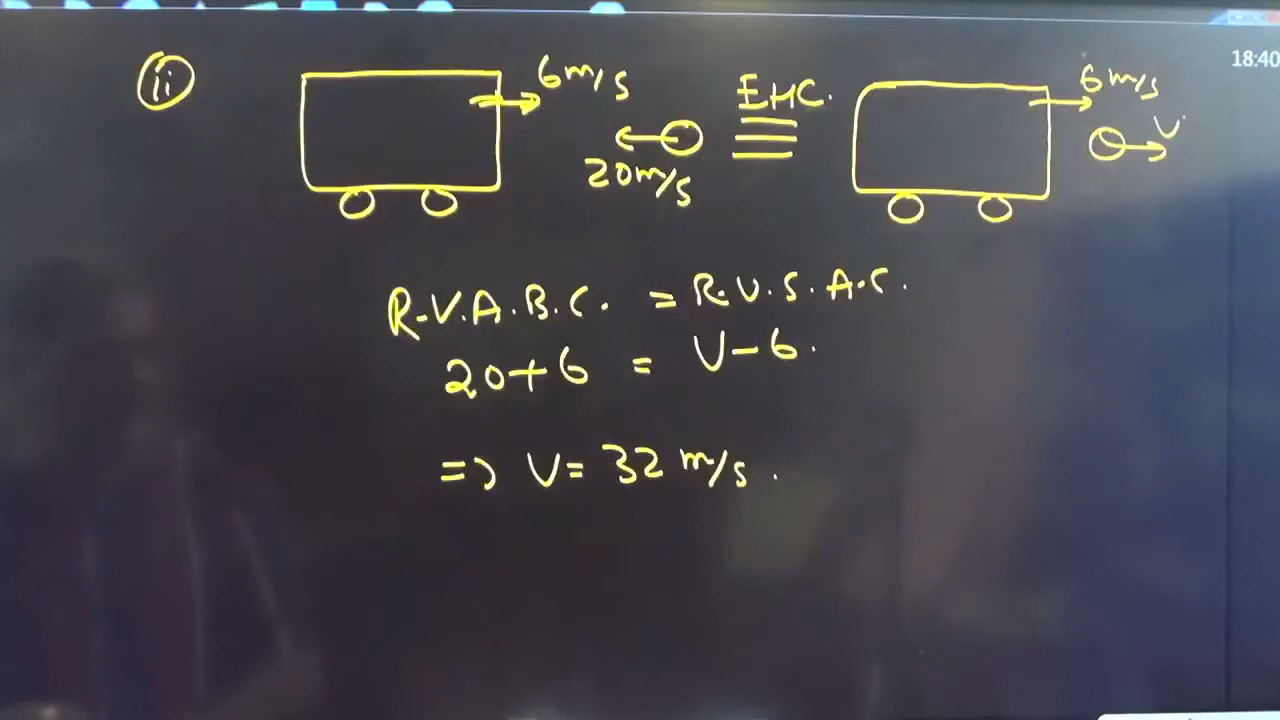 ii
6m/s
20m/s
EHC.
6m/s
V
R.V.A.B.C. = R.V.S.A.C.
20+6 = V-6.
=> V = 32 m/s.
18:40